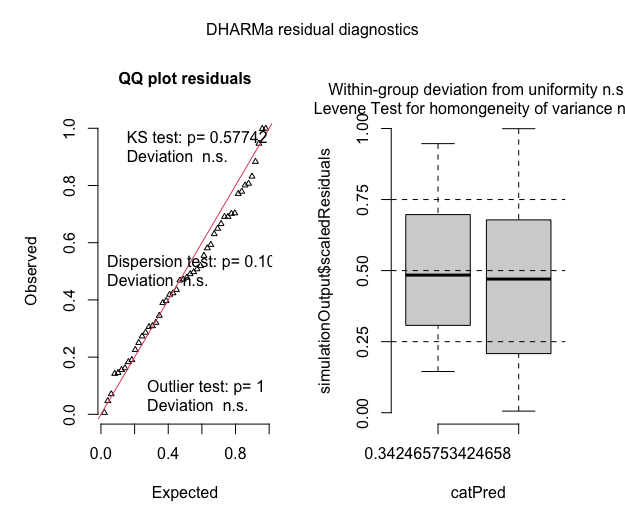 DHARMa residual diagnostics
QQ plot residuals
KS test: p= 0.57742
Deviation n.s.
Dispersion test: p= 0.10
Deviation n.s.
Outlier test: p= 1
Deviation n.s.
Observed
0.0 0.2 0.4 0.6 0.8 1.0
0.0 0.4 0.8
Expected
Within-group deviation from uniformity n.s
Levene Test for homongeneity of variance n
simulationOutput$scaledResiduals
0.00 0.25 0.50 0.75 1.00
0.342465753424658
catPred